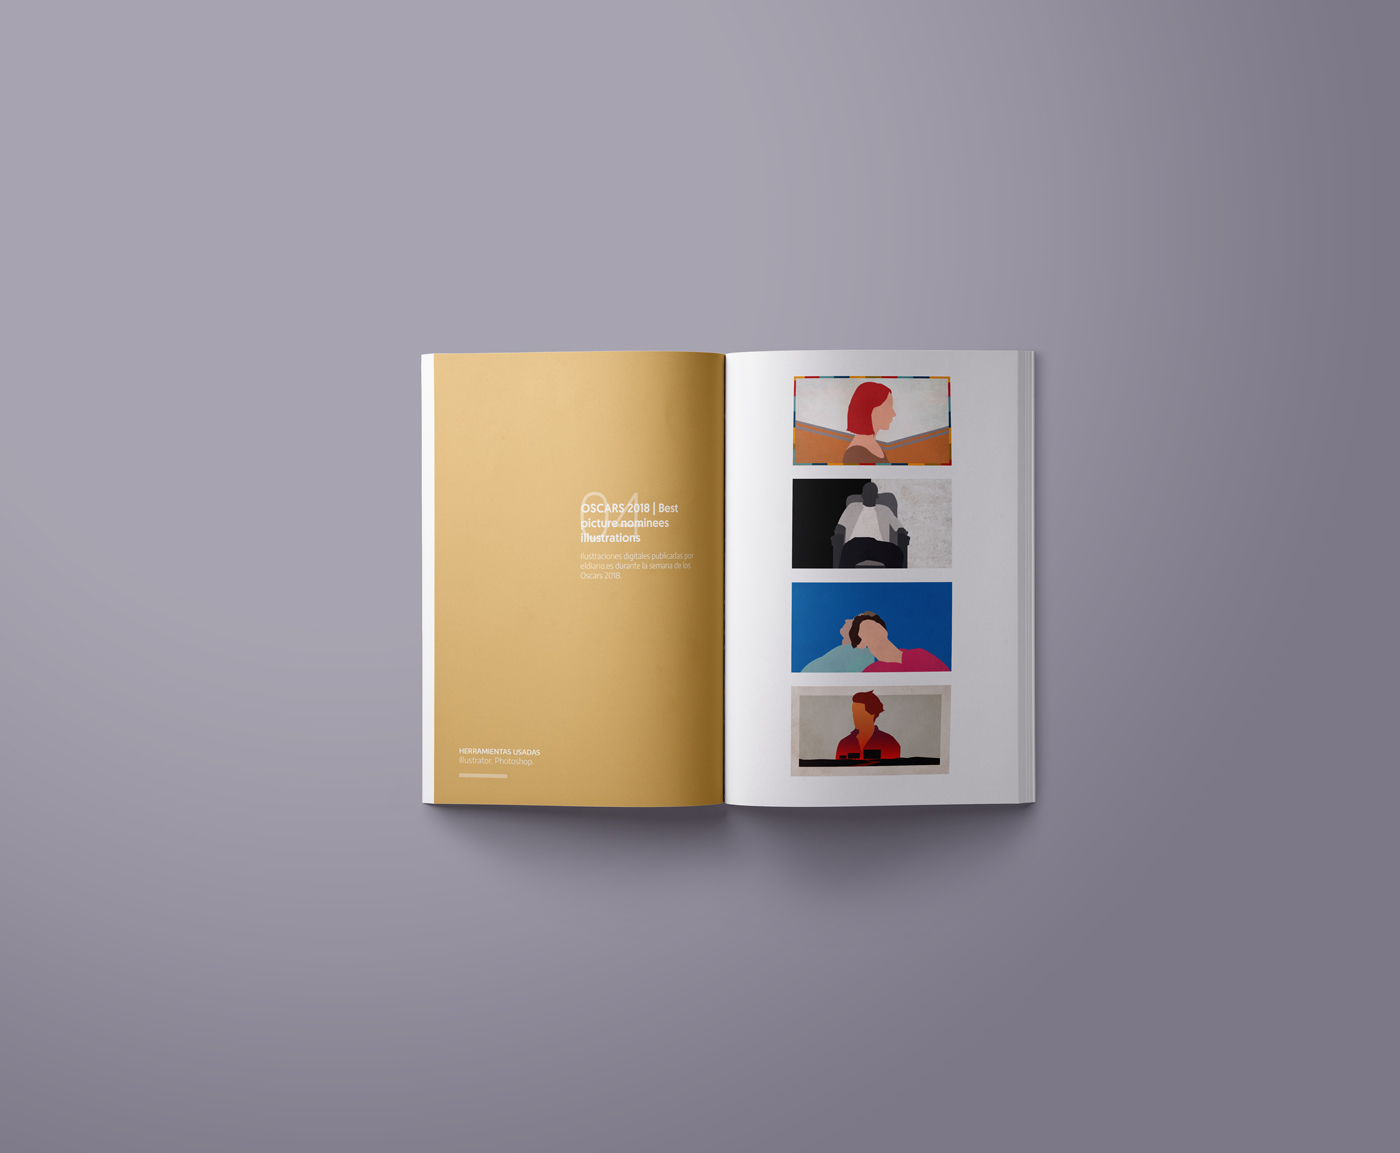 04
OSCARS 2018 | Best
picture nominees
illustrations
Ilustraciones digitales publicadas por
eldiario.es durante la semana de los
Oscars 2018.
HERRAMIENTAS USADAS
Illustrator, Photoshop.